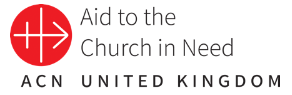 Aid to the
Church in Need
ACN UNITED KINGDOM